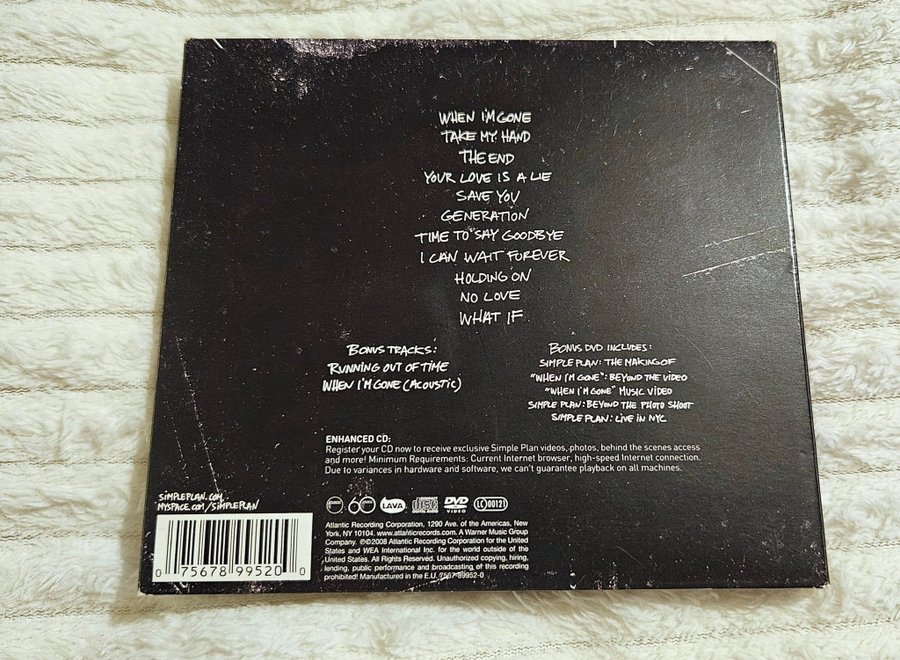 WHEN I'M GONE
TAKE MY HAND
THE END
YOUR LOVE IS A LIE
SAVE YOU
GENERATION
TIME TO SAY GOODBYE
I CAN WAIT FOREVER
HOLDING ON
NO LOVE
WHAT IF
BONUS TRACKS:
RUNNING OUT OF TIME
WHEN I'M GONE (ACOUSTIC)
BONUS DVD INCLUDES:
SIMPLE PLAN: THE MAKING OF
"WHEN I'M GONE": BEYOND THE VIDEO
"WHEN I'M GONE" MUSIC VIDEO
SIMPLE PLAN: BEYOND THE PHOTO SHOOT
SIMPLE PLAN: LIVE IN NYC
ENHANCED CD:
Register your CD now to receive exclusive Simple Plan videos, photos, behind the scenes access
and more! Minimum Requirements: Current Internet browser, high-speed Internet connection.
Due to variances in hardware and software, we can't guarantee playback on all machines.
SIMPLEPLAN.COM
MYSPACE.COM/SIMPLEPLAN
0 75678 99520 0
60 LAVA disc DVD VIDEO LC 00121
Atlantic Recording Corporation, 1290 Ave. of the Americas, New
York, NY 10104. www.atlanticrecords.com. A Warner Music Group
Company. ℗©2008 Atlantic Recording Corporation for the United
States and WEA International Inc. for the world outside of the
United States. All Rights Reserved. Unauthorized copying, hiring,
lending, public performance and broadcasting of this recording
prohibited! Manufactured in the E.U. 7567-89952-0